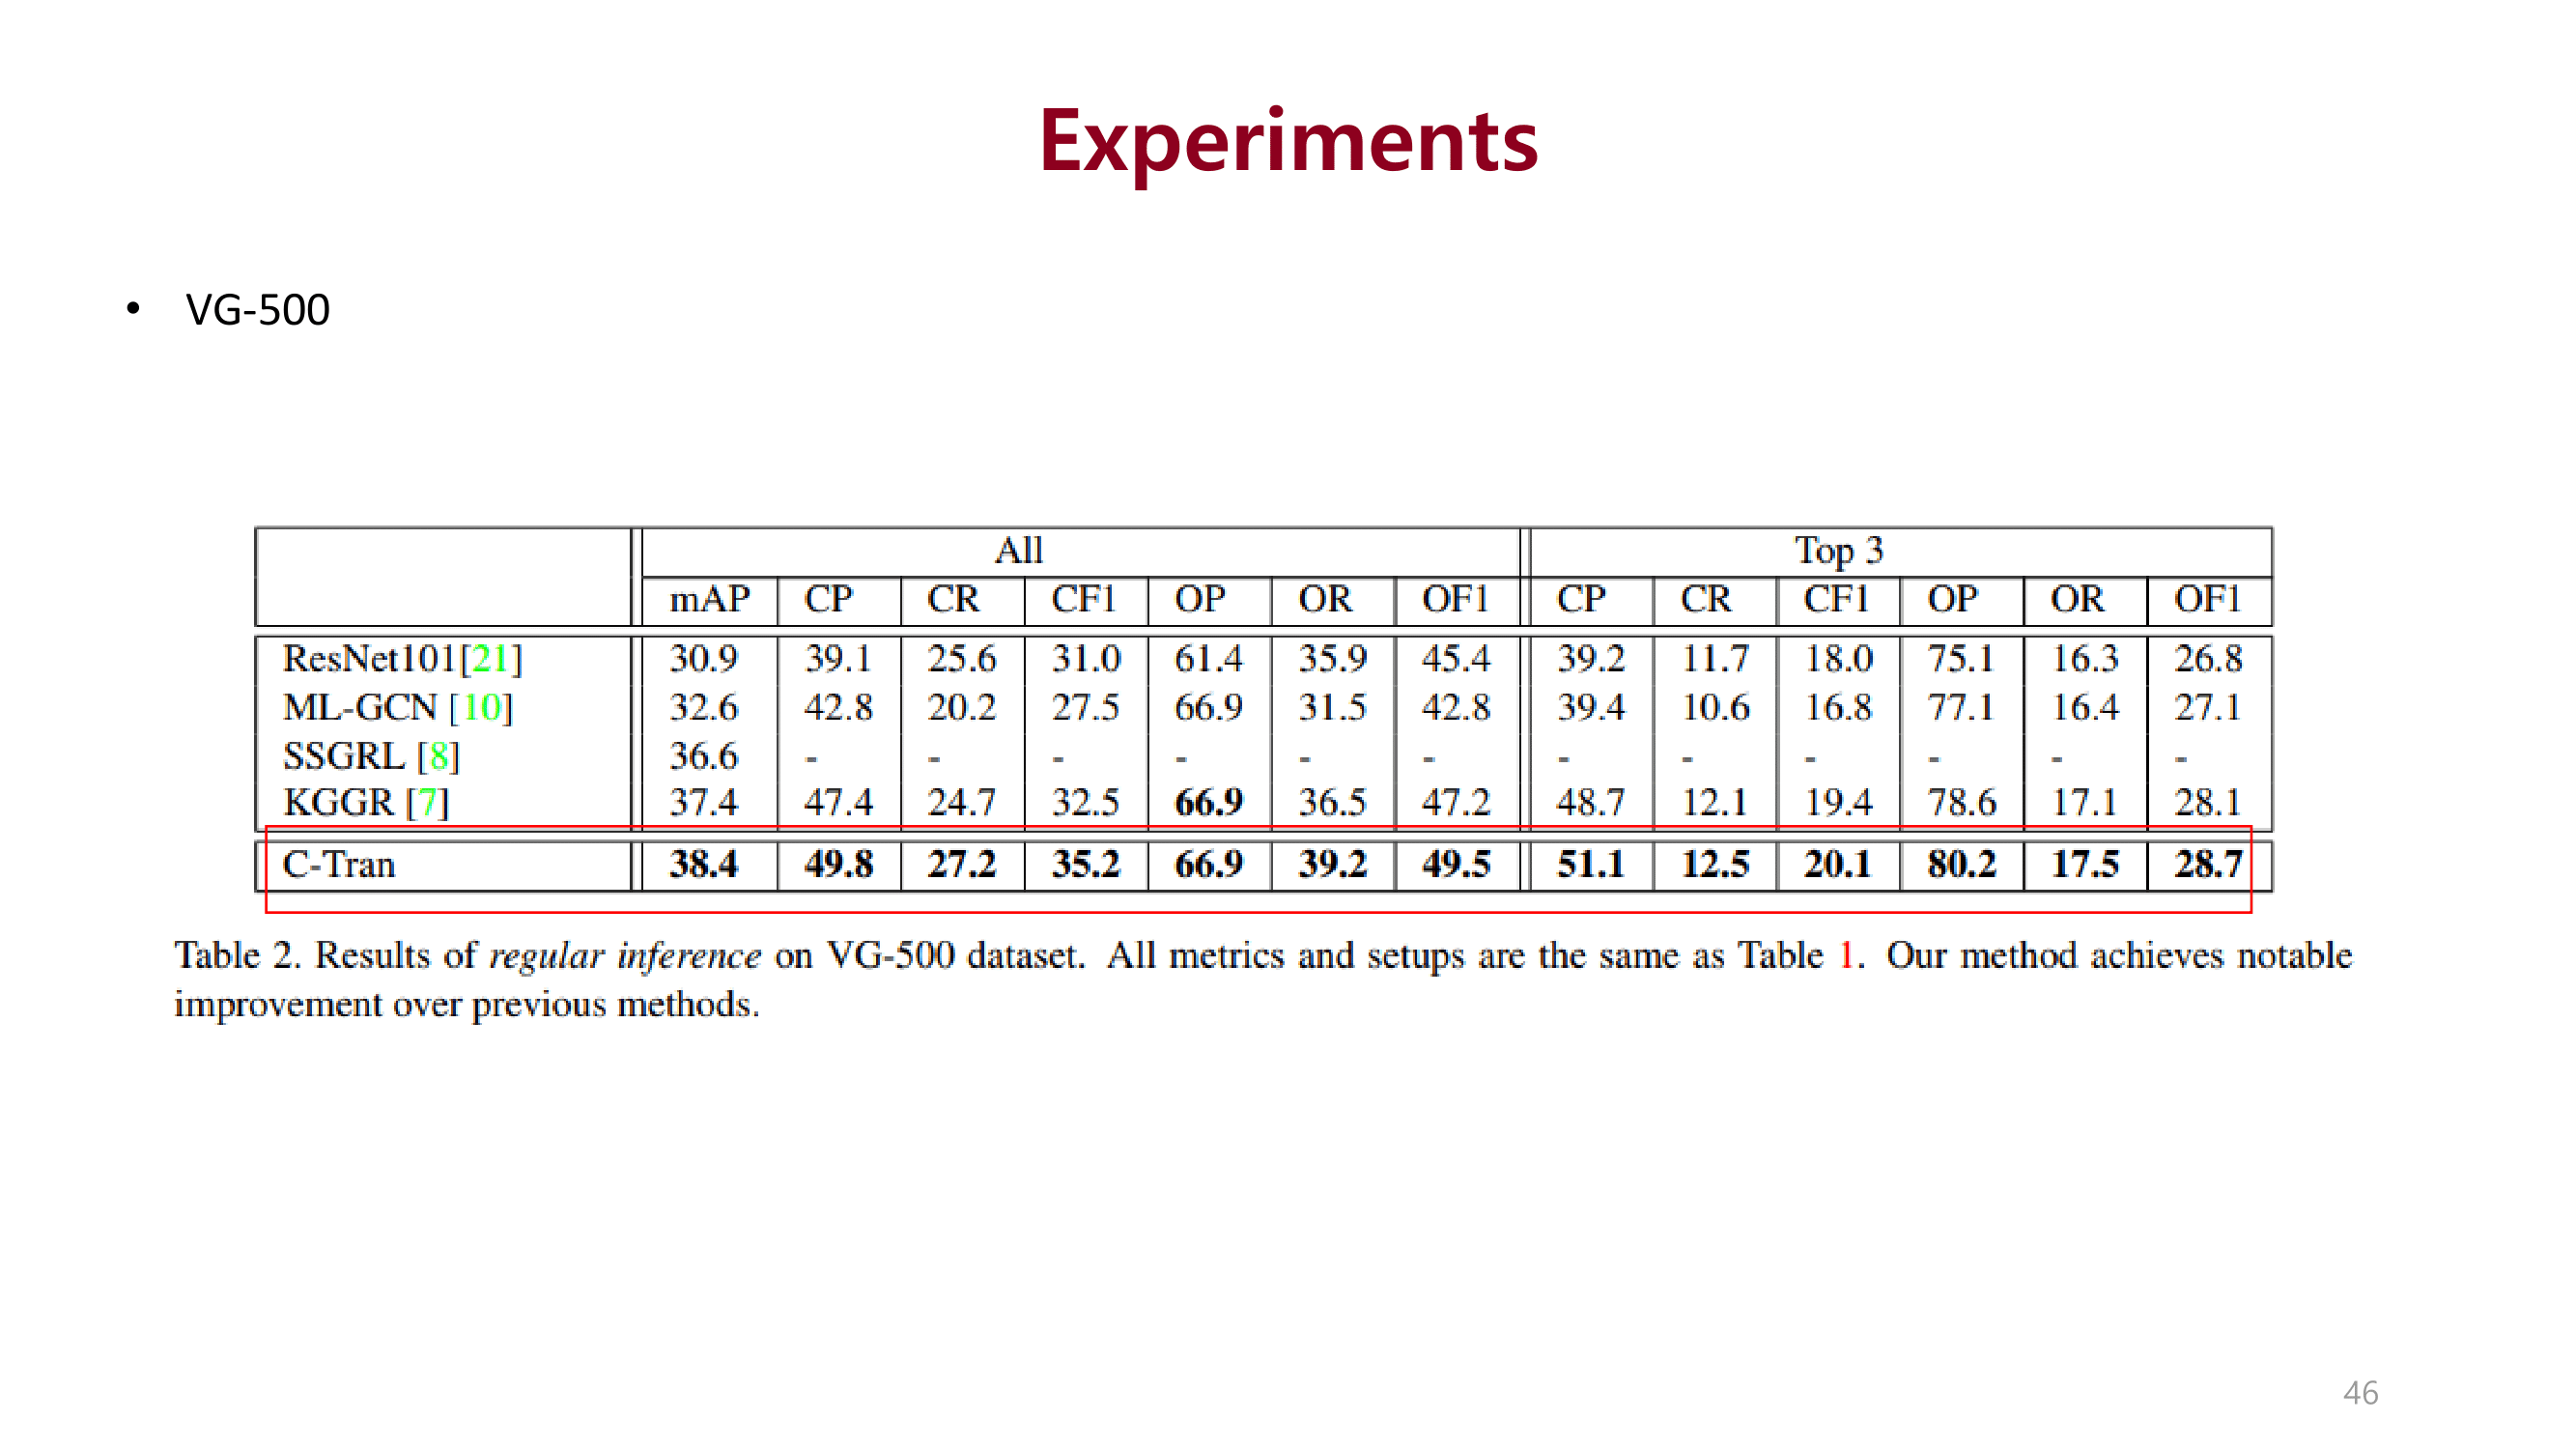 Experiments
• VG-500
All Top 3
mAP CP CR CF1 OP OR OF1 CP CR CF1 OP OR OF1
ResNet101[21] 30.9 39.1 25.6 31.0 61.4 35.9 45.4 39.2 11.7 18.0 75.1 16.3 26.8
ML-GCN [10] 32.6 42.8 20.2 27.5 66.9 31.5 42.8 39.4 10.6 16.8 77.1 16.4 27.1
SSGRL [8] 36.6 - - - - - - - - - - - -
KGGR [7] 37.4 47.4 24.7 32.5 66.9 36.5 47.2 48.7 12.1 19.4 78.6 17.1 28.1
C-Tran 38.4 49.8 27.2 35.2 66.9 39.2 49.5 51.1 12.5 20.1 80.2 17.5 28.7
Table 2. Results of regular inference on VG-500 dataset. All metrics and setups are the same as Table 1. Our method achieves notable
improvement over previous methods.
46